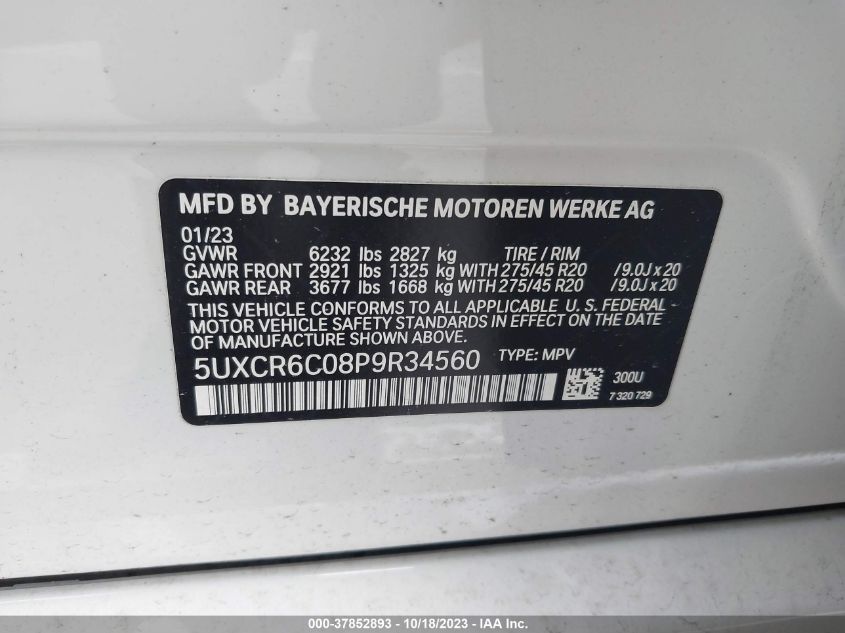 MFD BY BAYERISCHE MOTOREN WERKE AG
01/23
GVWR 6232 lbs 2827 kg TIRE / RIM
GAWR FRONT 2921 lbs 1325 kg WITH 275/45 R20 /9.0J x 20
GAWR REAR 3677 lbs 1668 kg WITH 275/45 R20 /9.0J x 20
THIS VEHICLE CONFORMS TO ALL APPLICABLE U. S. FEDERAL
MOTOR VEHICLE SAFETY STANDARDS IN EFFECT ON THE DATE
OF MANUFACTURE SHOWN ABOVE.
5UXCR6C08P9R34560 TYPE: MPV
300U
7 320 729
000-37852893 - 10/18/2023 - IAA Inc.